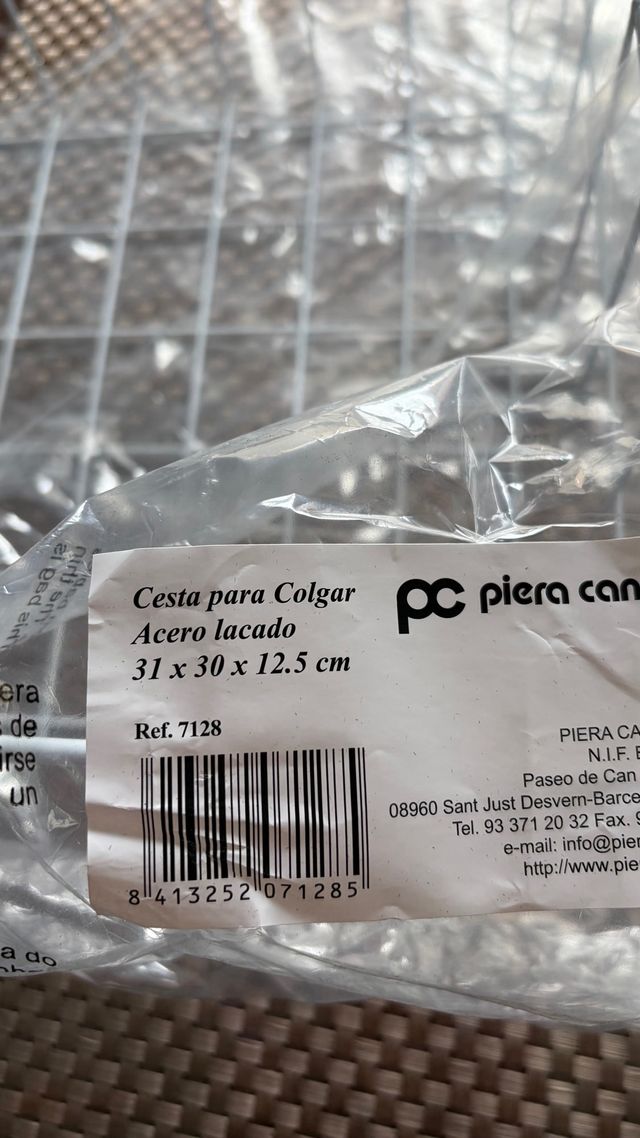 Cesta para Colgar
Acero lacado
31 x 30 x 12.5 cm
Ref. 7128
8 413252 071285
pc piera can
PIERA CA
N.I.F. B
Paseo de Can
08960 Sant Just Desvern-Barce
Tel. 93 371 20 32 Fax. 9
e-mail: info@pier
http://www.pie
era
de
irse
un
a do